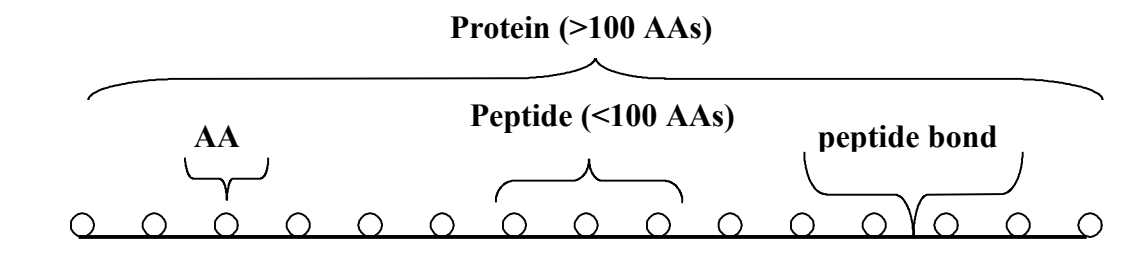 Protein (>100 AAs)
Peptide (<100 AAs)
AA
peptide bond